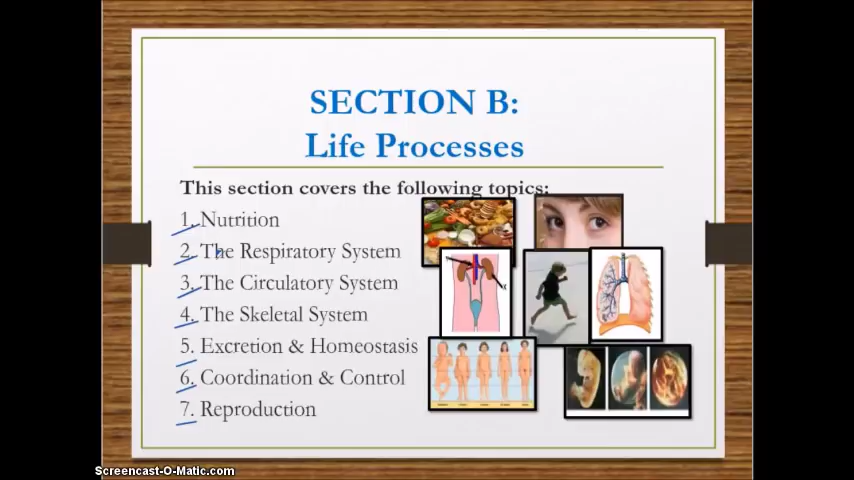 SECTION B:
Life Processes
This section covers the following topics:
1. Nutrition
2. The Respiratory System
3. The Circulatory System
4. The Skeletal System
5. Excretion & Homeostasis
6. Coordination & Control
7. Reproduction
Screencast-O-Matic.com